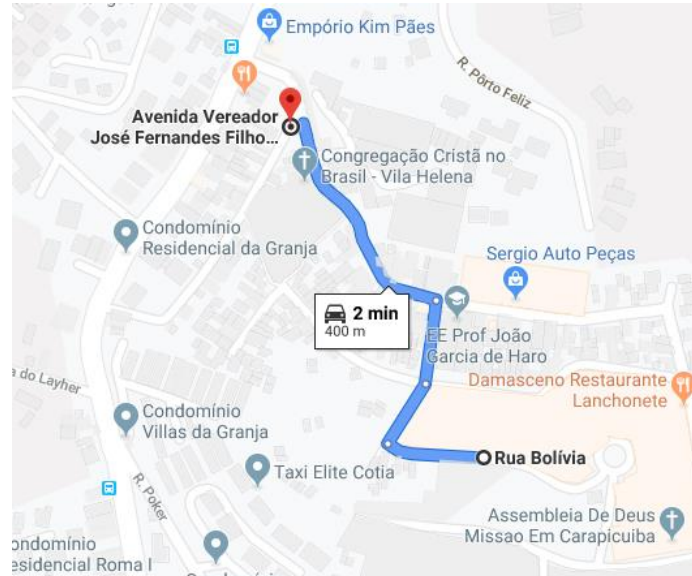 Empório Kim Pães
R. Pôrto Feliz
Avenida Vereador
José Fernandes Filho...
Congregação Cristã no
Brasil - Vila Helena
Condomínio
Residencial da Granja
Sergio Auto Peças
2 min
400 m
EE Prof João
Garcia de Haro
a do Layher
Damasceno Restaurante
Lanchonete
Condomínio
Villas da Granja
Rua Bolívia
Taxi Elite Cotia
R. Poker
Assembleia De Deus
Missao Em Carapicuiba
ondomínio
esidencial Roma I